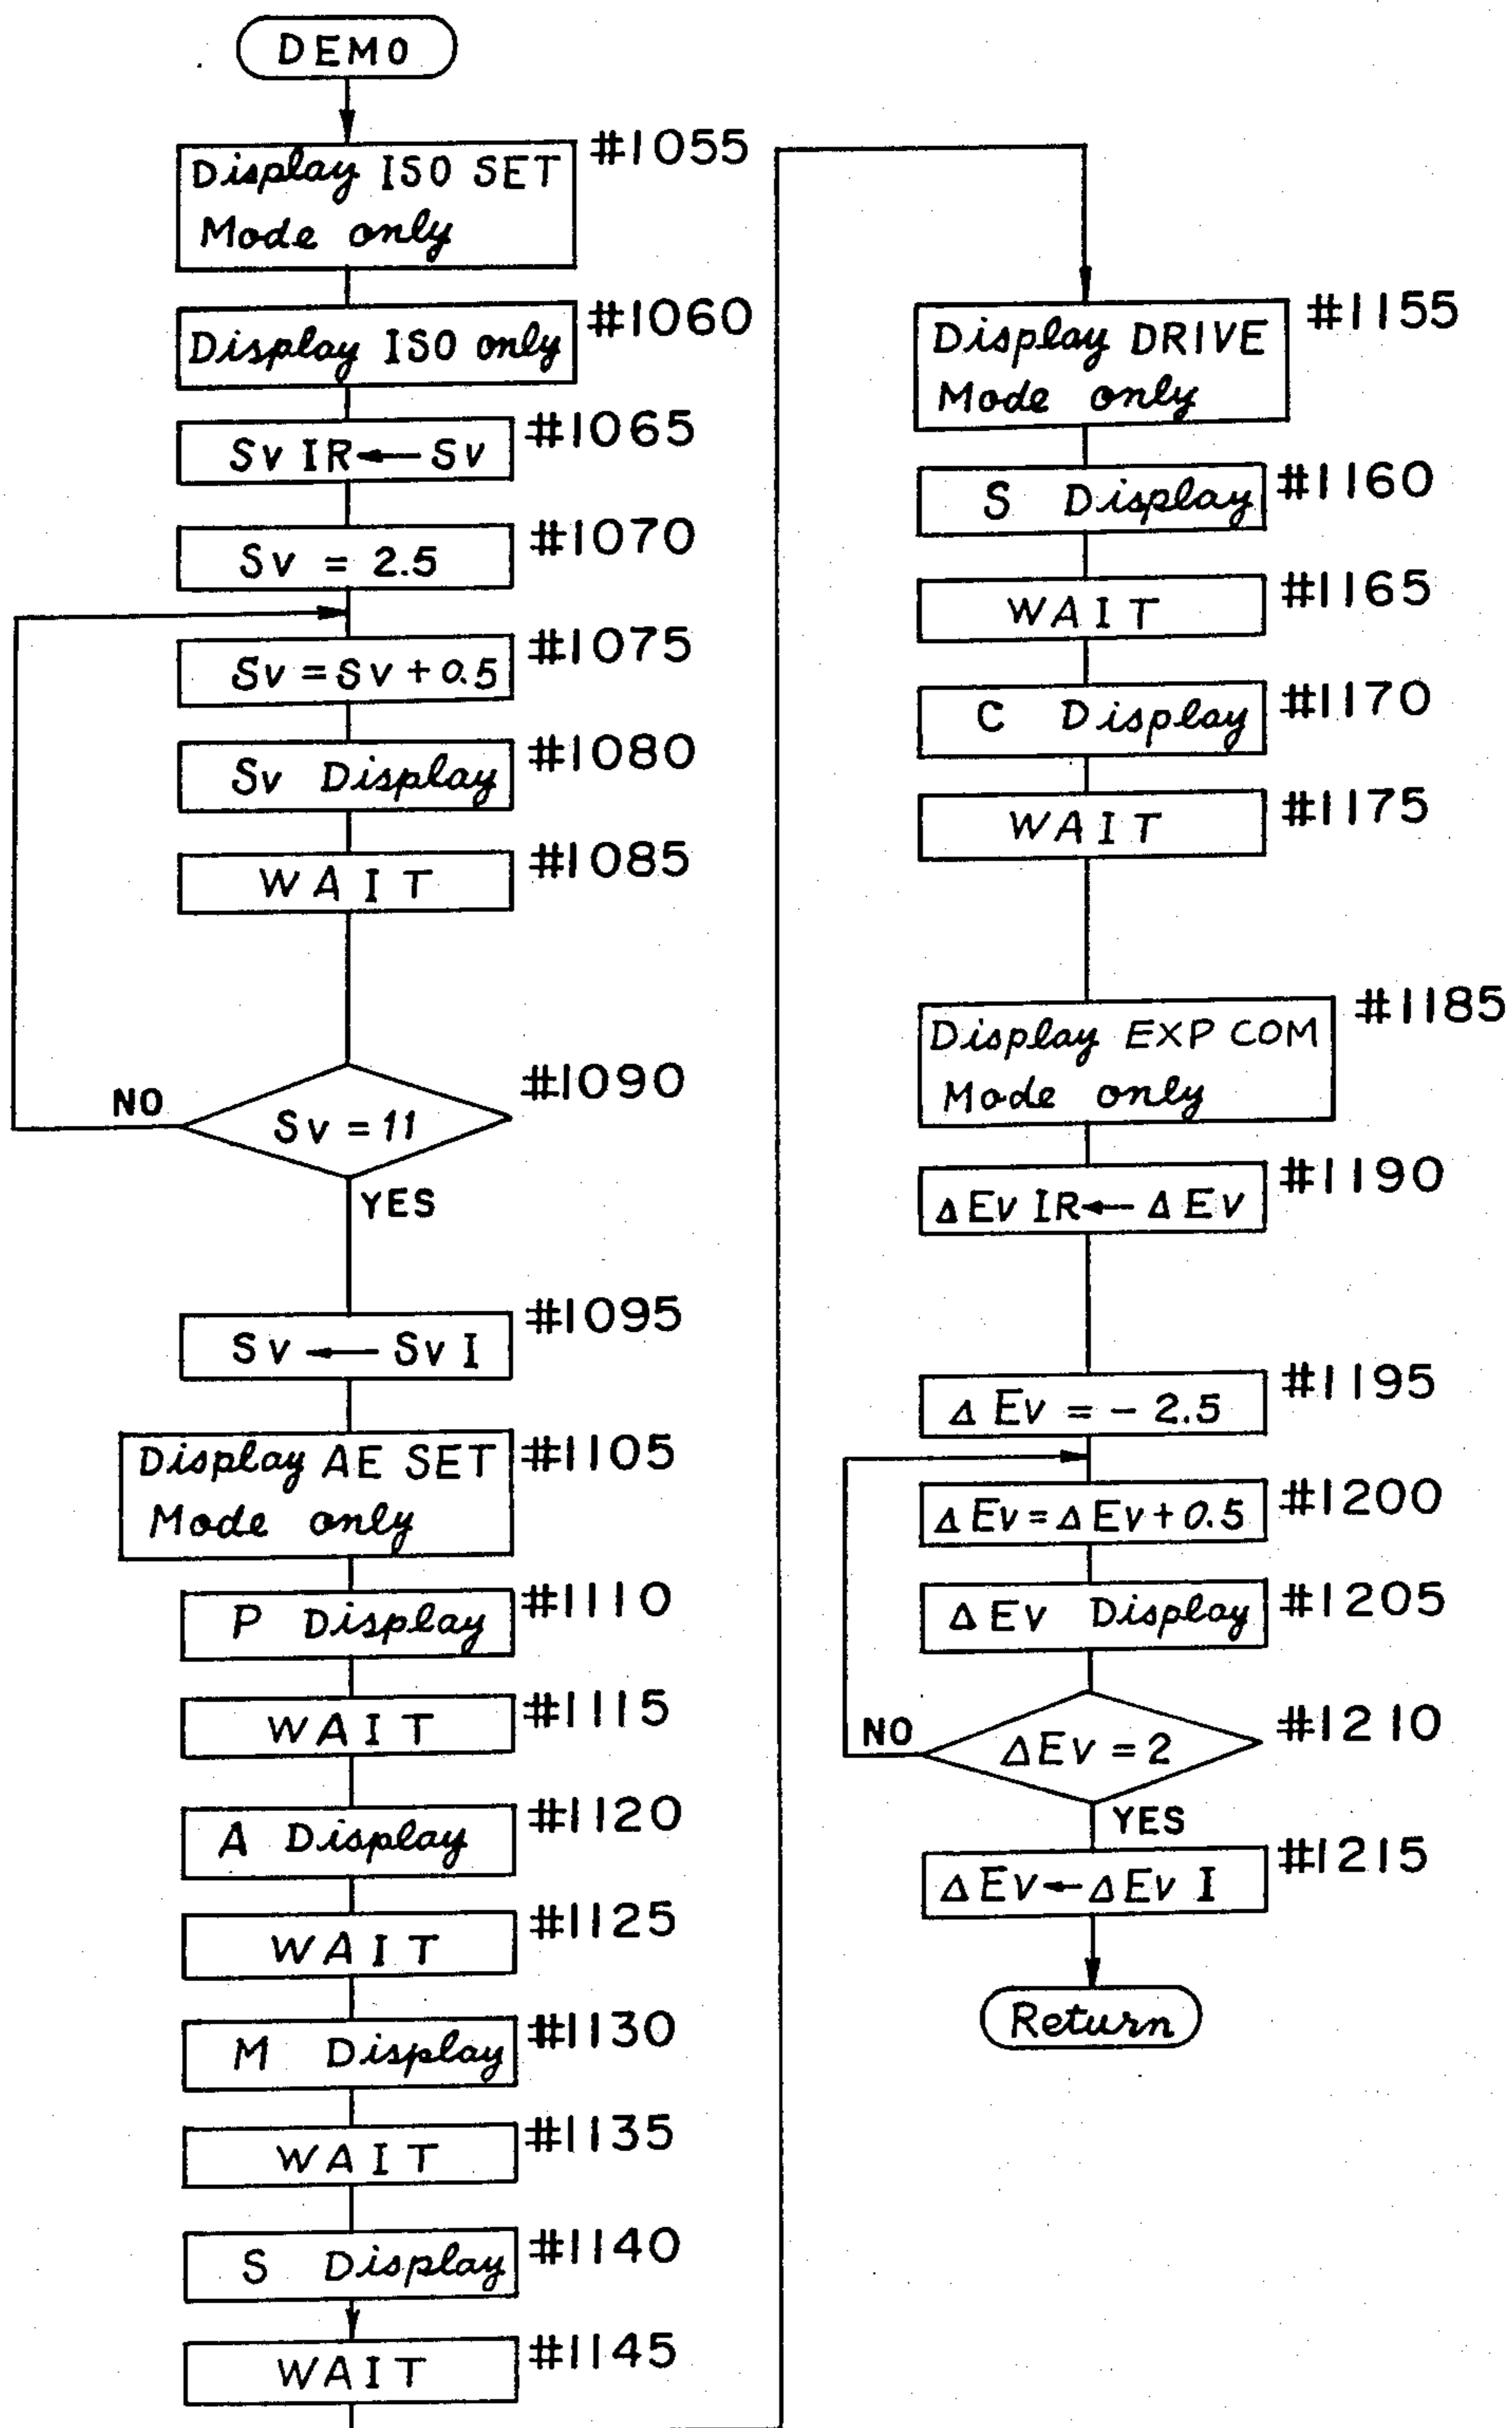 DEMO
Display ISO SET
Mode only
#1055
Display ISO only
#1060
Sv IR ← Sv
#1065
Sv = 2.5
#1070
Sv = Sv + 0.5
#1075
Sv Display
#1080
WAIT
#1085
Sv = 11
#1090
NO
YES
Sv ← Sv I
#1095
Display AE SET
Mode only
#1105
P Display
#1110
WAIT
#1115
A Display
#1120
WAIT
#1125
M Display
#1130
WAIT
#1135
S Display
#1140
WAIT
#1145
Display DRIVE
Mode only
#1155
S Display
#1160
WAIT
#1165
C Display
#1170
WAIT
#1175
Display EXP COM
Mode only
#1185
ΔEv IR ← ΔEv
#1190
ΔEv = - 2.5
#1195
ΔEv = ΔEv + 0.5
#1200
ΔEv Display
#1205
ΔEv = 2
#1210
NO
YES
ΔEv ← ΔEv I
#1215
Return